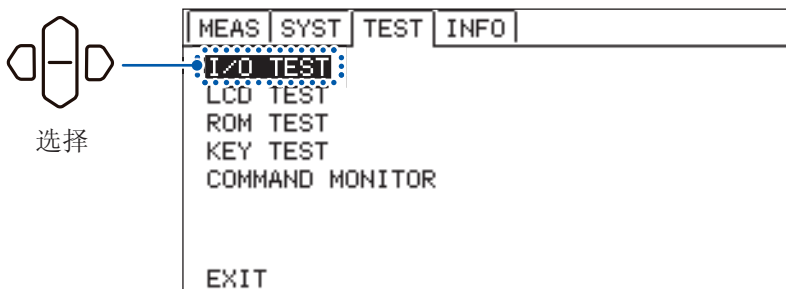 MEAS SYST TEST INFO
I/O TEST
LCD TEST
ROM TEST
KEY TEST
COMMAND MONITOR
EXIT
选择